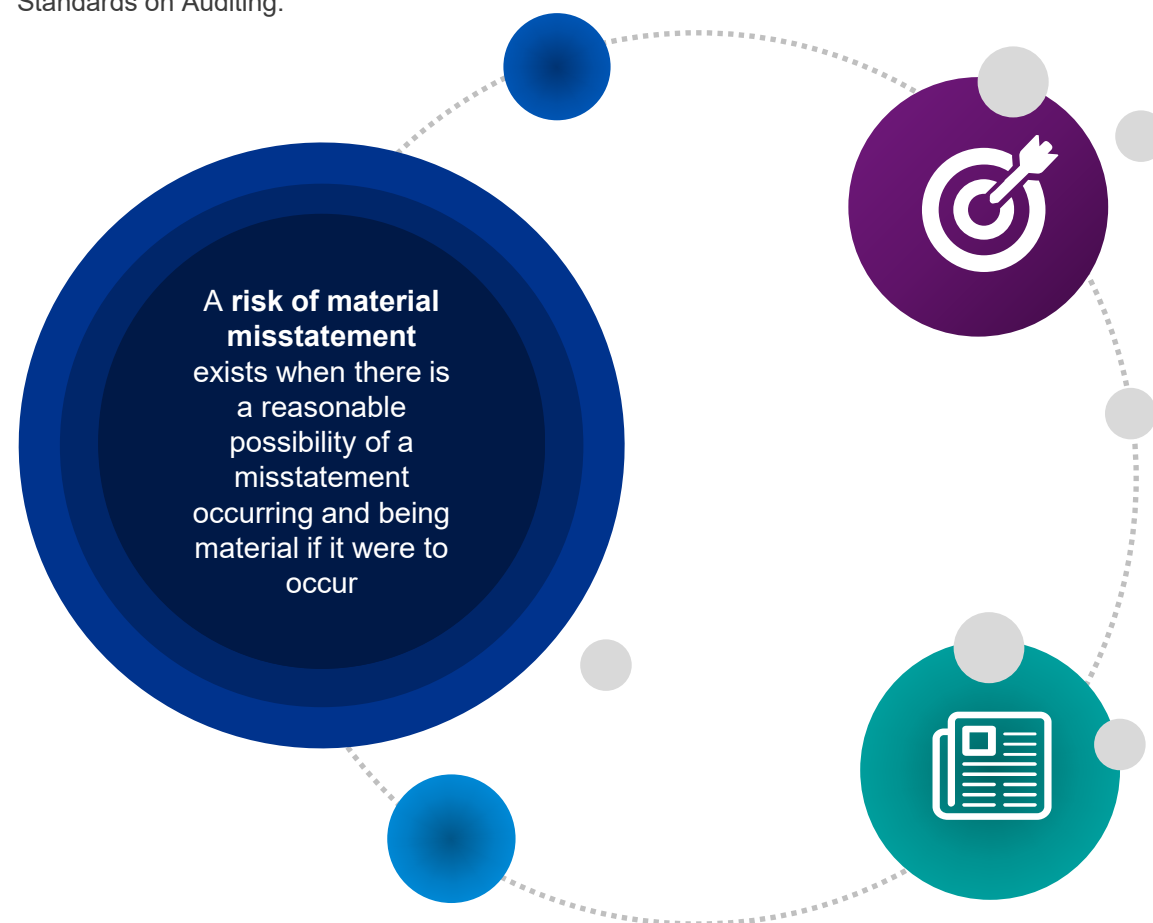 Standards on Auditing.
A risk of material
misstatement
exists when there is
a reasonable
possibility of a
misstatement
occurring and being
material if it were to
occur